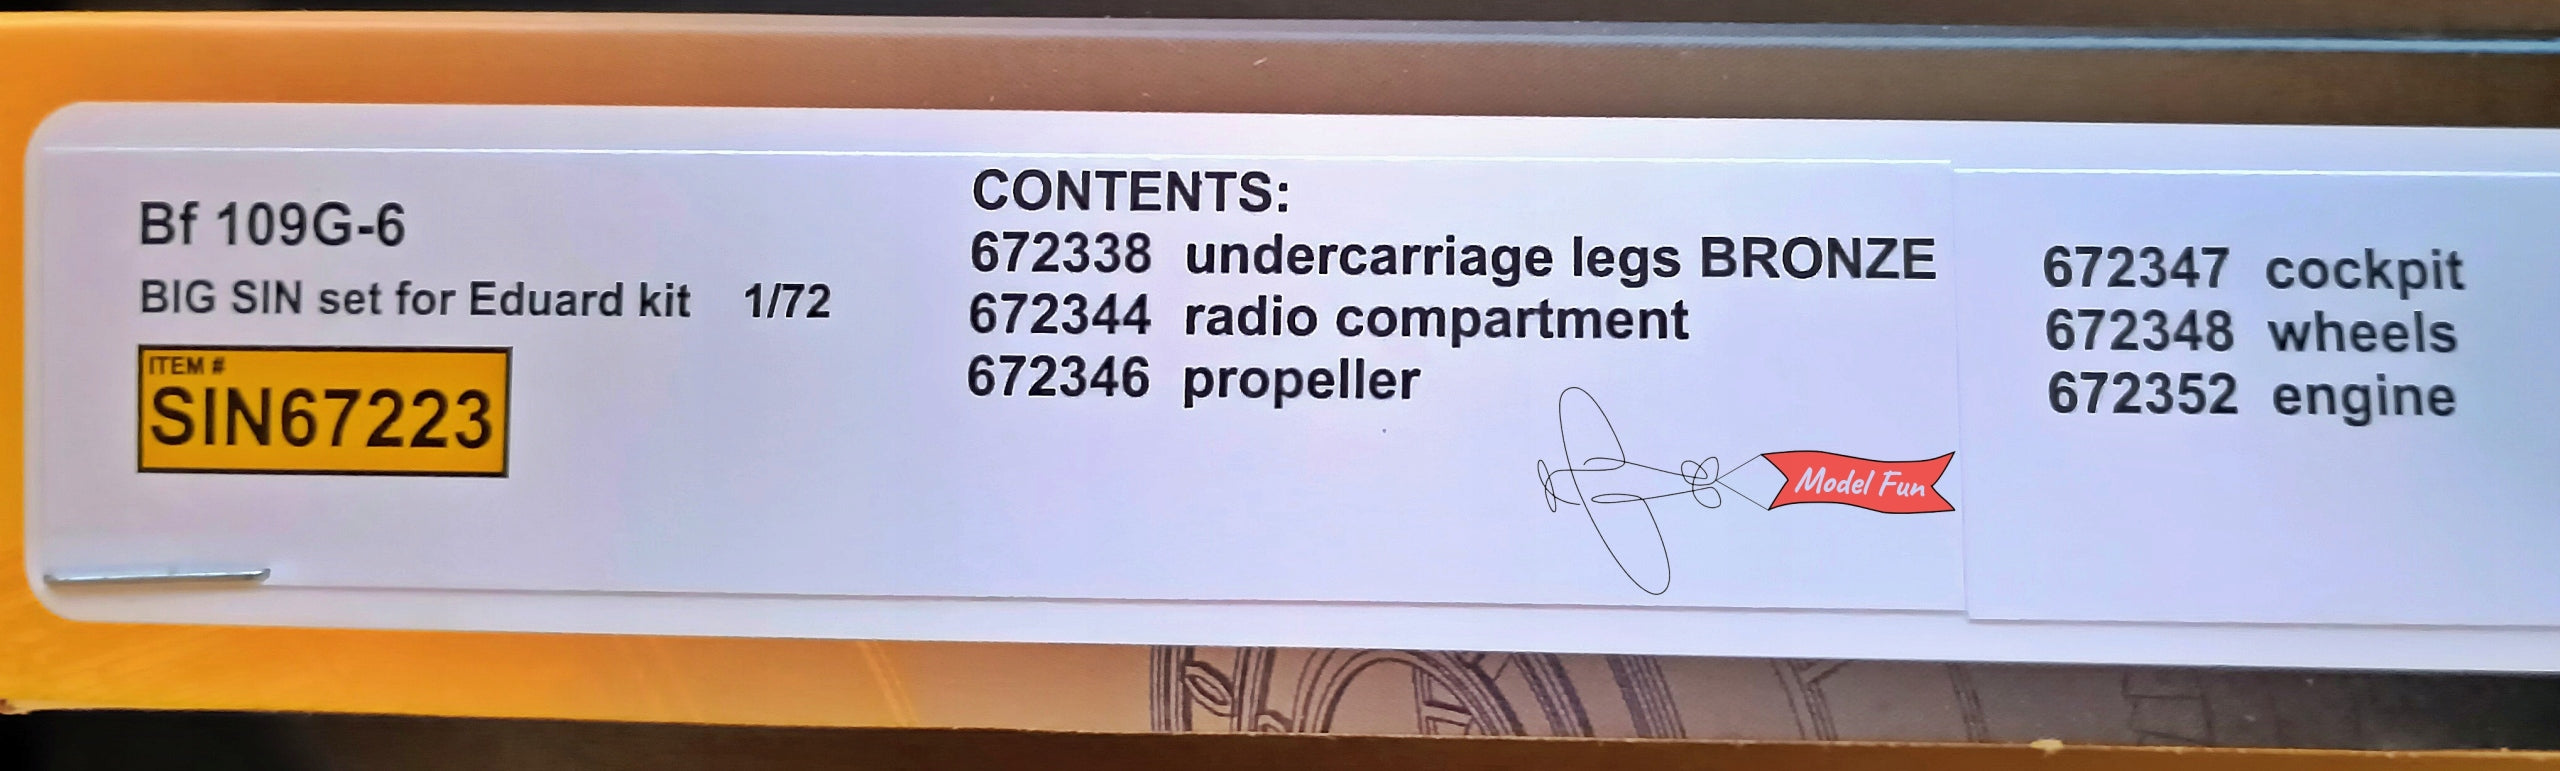 Bf 109G-6
BIG SIN set for Eduard kit 1/72
ITEM #
SIN67223
CONTENTS:
672338 undercarriage legs BRONZE
672344 radio compartment
672346 propeller
672347 cockpit
672348 wheels
672352 engine
Model Fun